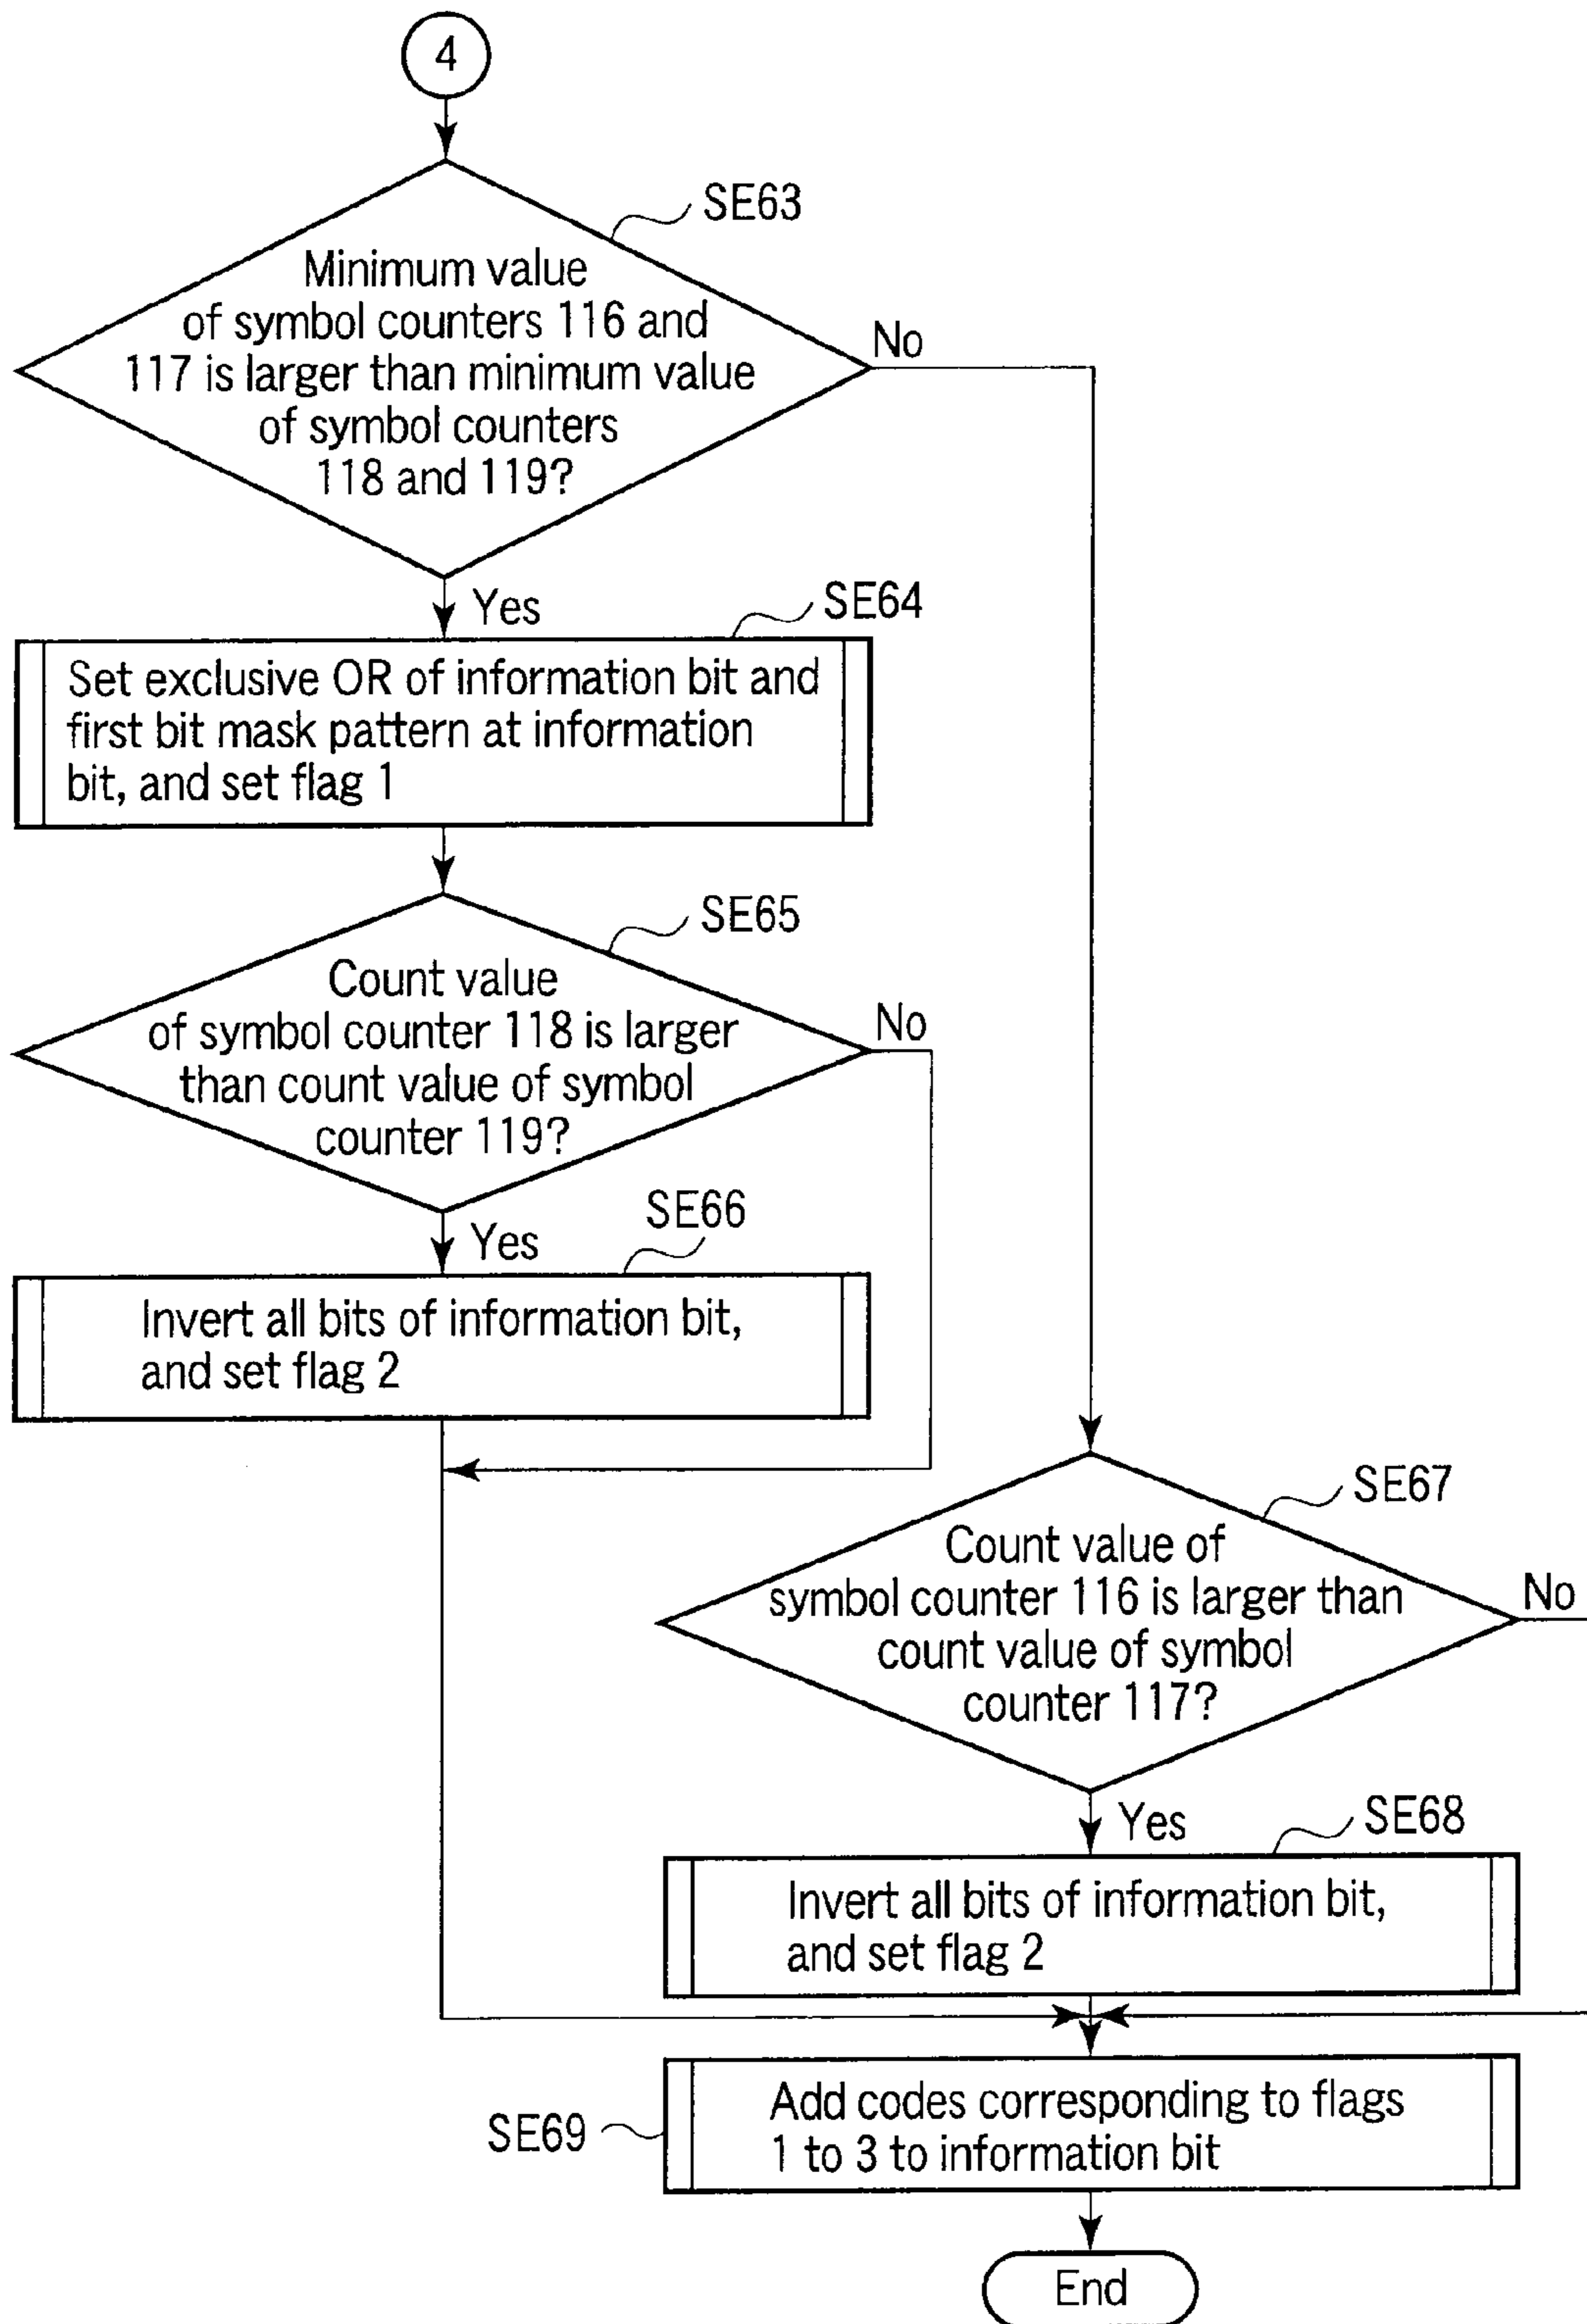 4
SE63
Minimum value
of symbol counters 116 and
117 is larger than minimum value
of symbol counters
118 and 119?
No
Yes
SE64
Set exclusive OR of information bit and
first bit mask pattern at information
bit, and set flag 1
SE65
Count value
of symbol counter 118 is larger
than count value of symbol
counter 119?
No
Yes
SE66
Invert all bits of information bit,
and set flag 2
SE67
Count value of
symbol counter 116 is larger than
count value of symbol
counter 117?
No
Yes
SE68
Invert all bits of information bit,
and set flag 2
SE69
Add codes corresponding to flags
1 to 3 to information bit
End